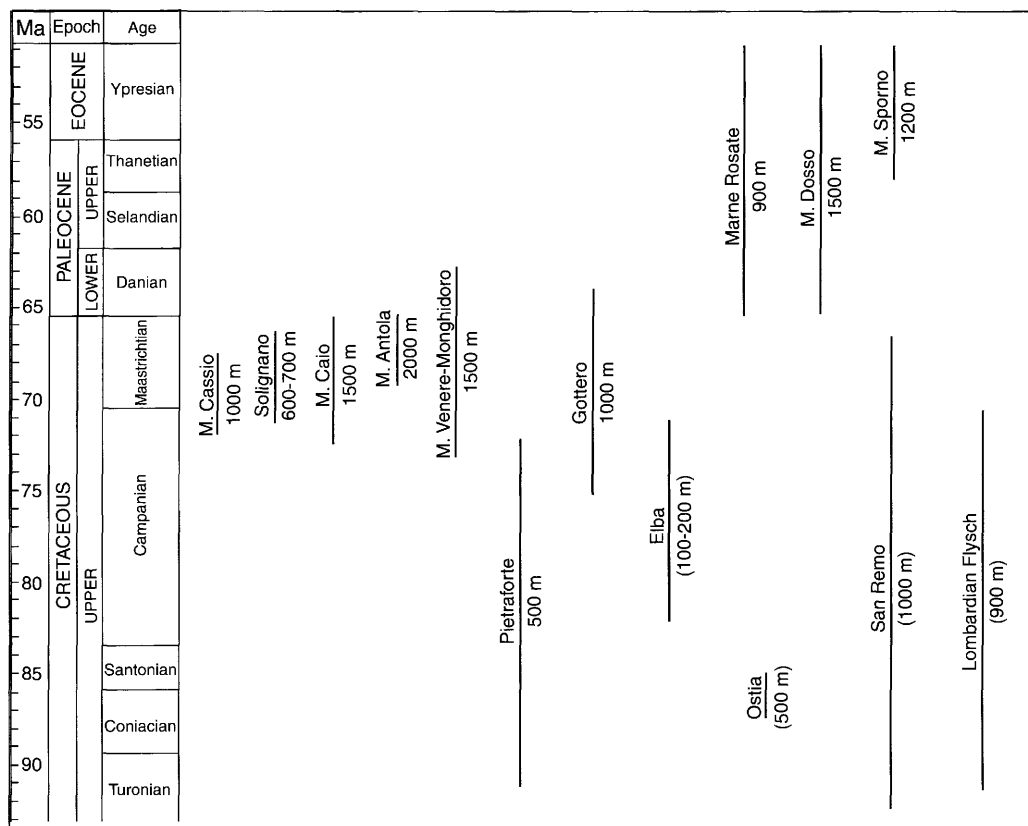 Ma Epoch Age
EOCENE
Ypresian
55
PALEOCENE
UPPER
Thanetian
Selandian
60
LOWER
Danian
65
CRETACEOUS
UPPER
Maastrichtian
70
Campanian
75
80
Santonian
85
Coniacian
90
Turonian
M. Cassio
1000 m
Solignano
600-700 m
M. Caio
1500 m
M. Antola
2000 m
M. Venere-Monghidoro
1500 m
Pietraforte
500 m
Gottero
1000 m
Elba
(100-200 m)
Marne Rosate
900 m
Ostia
(500 m)
M. Dosso
1500 m
M. Sporno
1200 m
San Remo
(1000 m)
Lombardian Flysch
(900 m)